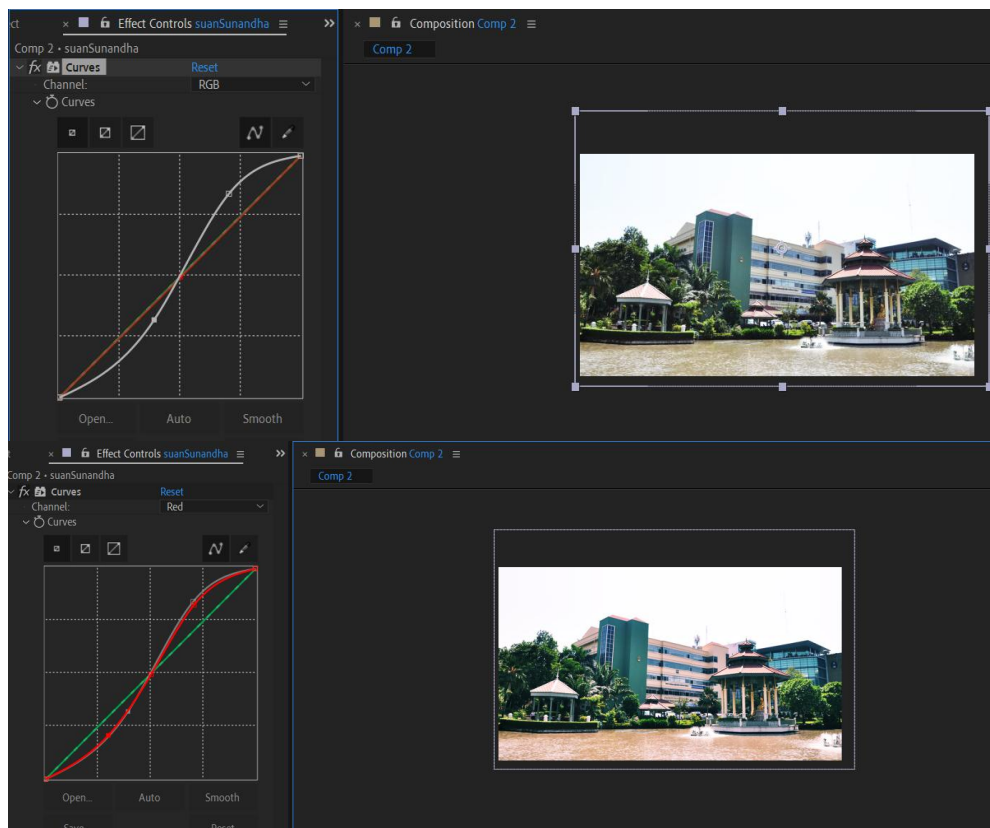 ct × Effect Controls suanSunandha ≡ »
Comp 2 • suanSunandha
fx Curves Reset
Channel: RGB
Curves
Open... Auto Smooth
× Composition Comp 2 ≡
Comp 2
× Effect Controls suanSunandha ≡ »
Comp 2 • suanSunandha
fx Curves Reset
Channel: Red
Curves
Open... Auto Smooth
Save... Reset
× Composition Comp 2 ≡
Comp 2